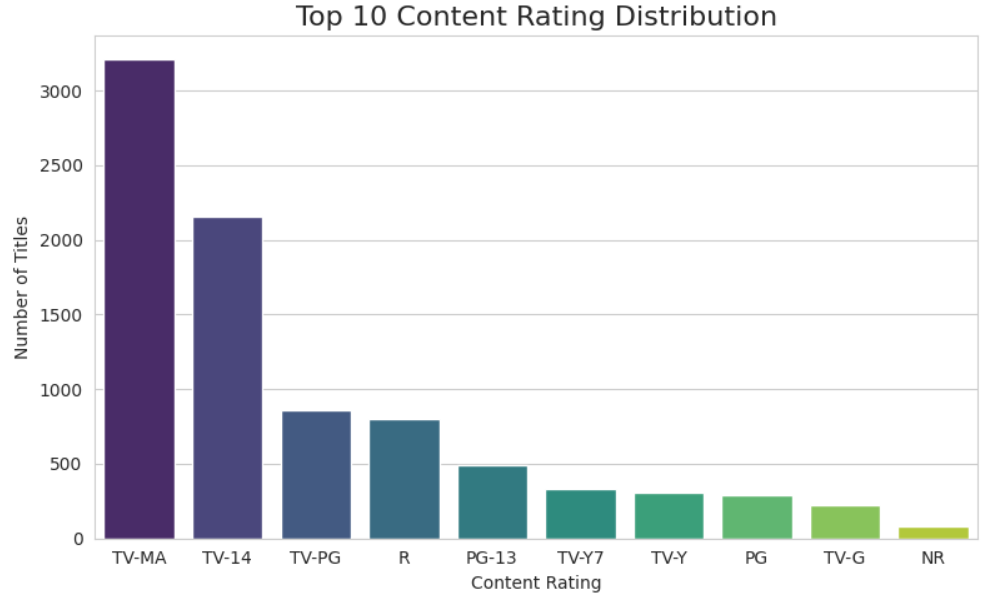 Top 10 Content Rating Distribution
3000
2500
2000
1500
1000
500
0
Number of Titles
TV-MA TV-14 TV-PG R PG-13 TV-Y7 TV-Y PG TV-G NR
Content Rating